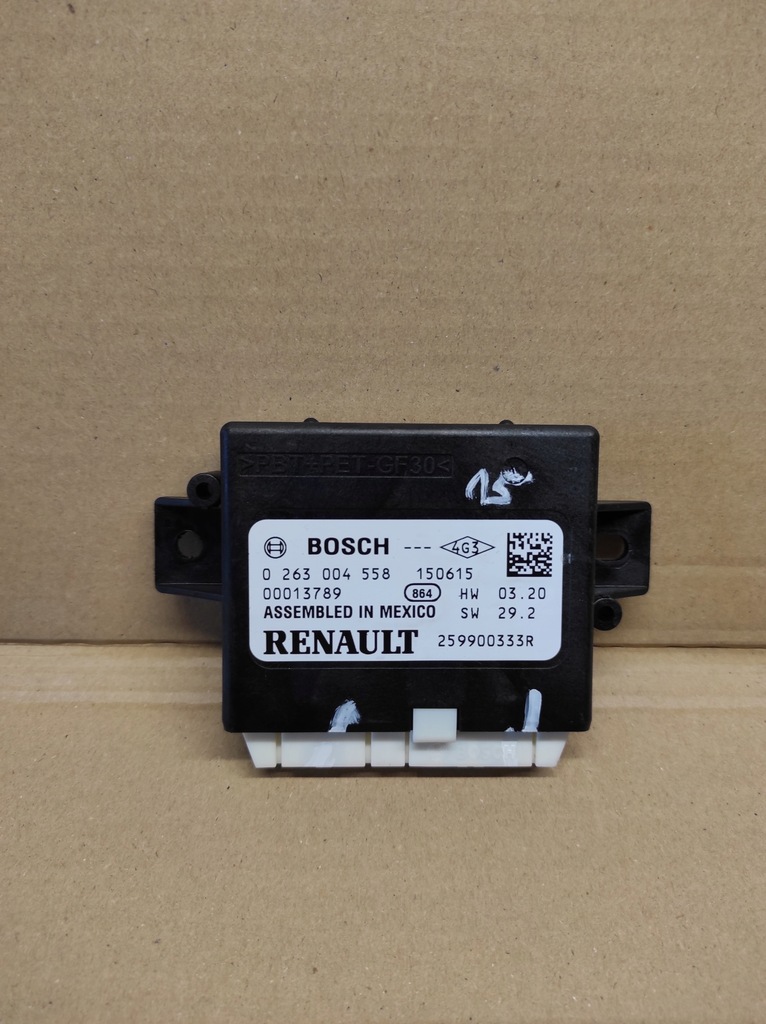 >PBT+PET-GF30<
15
BOSCH --- 4G3
0 263 004 558 150615
00013789 864 HW 03.20
ASSEMBLED IN MEXICO SW 29.2
RENAULT 259900333R